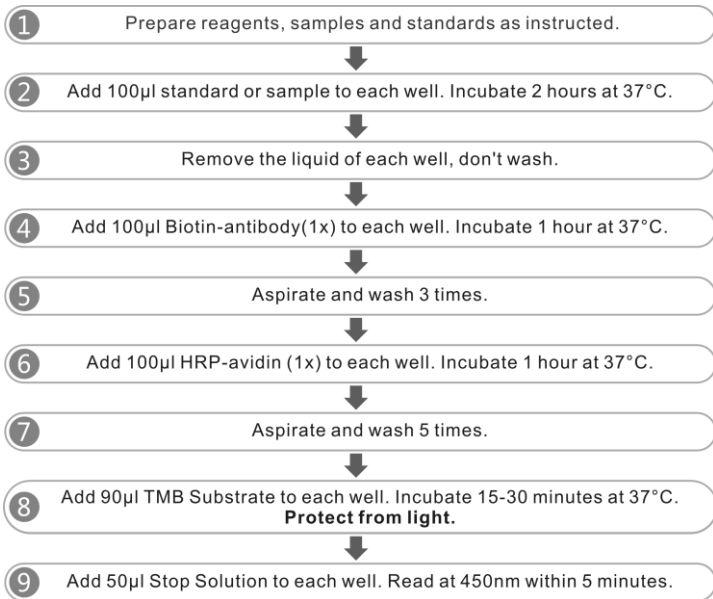 1 Prepare reagents, samples and standards as instructed.
2 Add 100µl standard or sample to each well. Incubate 2 hours at 37°C.
3 Remove the liquid of each well, don't wash.
4 Add 100µl Biotin-antibody(1x) to each well. Incubate 1 hour at 37°C.
5 Aspirate and wash 3 times.
6 Add 100µl HRP-avidin (1x) to each well. Incubate 1 hour at 37°C.
7 Aspirate and wash 5 times.
8 Add 90µl TMB Substrate to each well. Incubate 15-30 minutes at 37°C.
Protect from light.
9 Add 50µl Stop Solution to each well. Read at 450nm within 5 minutes.